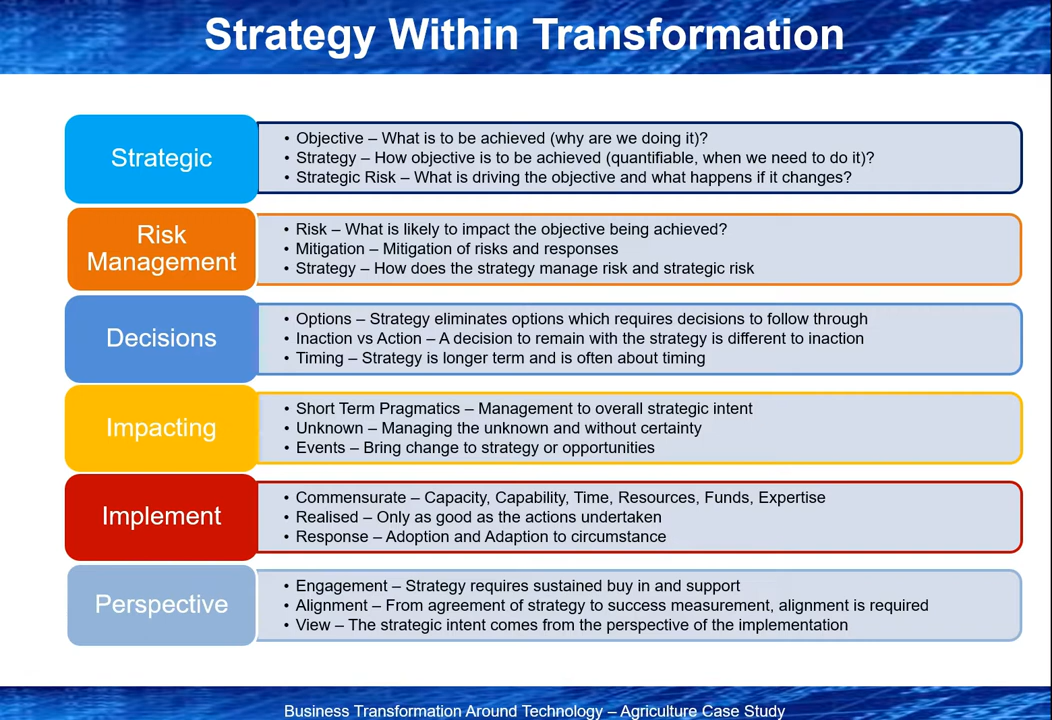 Strategy Within Transformation
Strategic
• Objective – What is to be achieved (why are we doing it)?
• Strategy – How objective is to be achieved (quantifiable, when we need to do it)?
• Strategic Risk – What is driving the objective and what happens if it changes?
Risk
Management
• Risk – What is likely to impact the objective being achieved?
• Mitigation – Mitigation of risks and responses
• Strategy – How does the strategy manage risk and strategic risk
Decisions
• Options – Strategy eliminates options which requires decisions to follow through
• Inaction vs Action – A decision to remain with the strategy is different to inaction
• Timing – Strategy is longer term and is often about timing
Impacting
• Short Term Pragmatics – Management to overall strategic intent
• Unknown – Managing the unknown and without certainty
• Events – Bring change to strategy or opportunities
Implement
• Commensurate – Capacity, Capability, Time, Resources, Funds, Expertise
• Realised – Only as good as the actions undertaken
• Response – Adoption and Adaption to circumstance
Perspective
• Engagement – Strategy requires sustained buy in and support
• Alignment – From agreement of strategy to success measurement, alignment is required
• View – The strategic intent comes from the perspective of the implementation
Business Transformation Around Technology – Agriculture Case Study